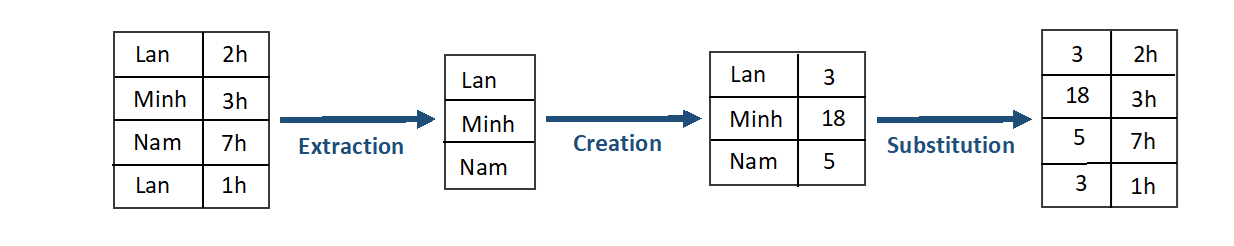 Lan 2h
Minh 3h
Nam 7h
Lan 1h
Extraction
Lan
Minh
Nam
Creation
Lan 3
Minh 18
Nam 5
Substitution
3 2h
18 3h
5 7h
3 1h